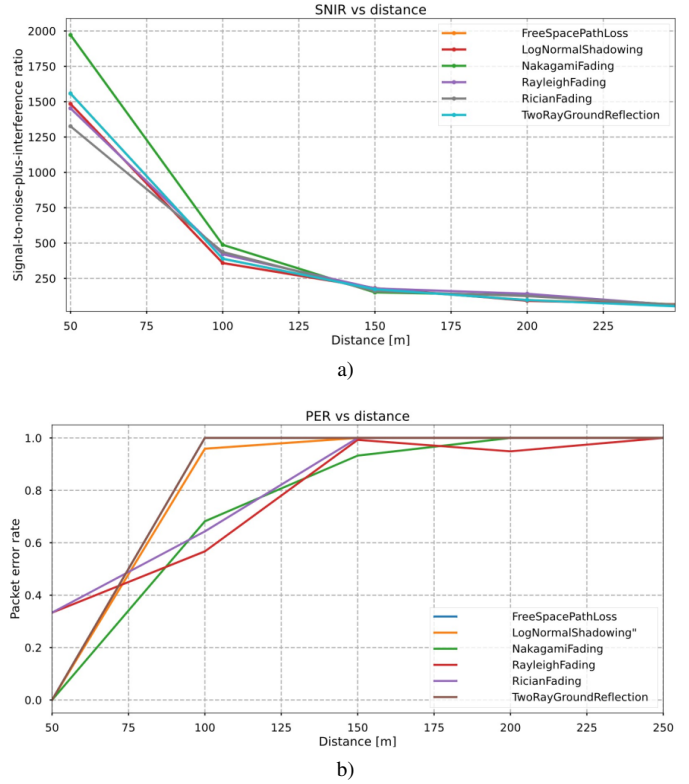 SNIR vs distance
Signal-to-noise-plus-interference ratio
2000
1750
1500
1250
1000
750
500
250
FreeSpacePathLoss
LogNormalShadowing
NakagamiFading
RayleighFading
RicianFading
TwoRayGroundReflection
50 75 100 125 150 175 200 225
Distance [m]
a)
PER vs distance
Packet error rate
1.0
0.8
0.6
0.4
0.2
0.0
FreeSpacePathLoss
LogNormalShadowing"
NakagamiFading
RayleighFading
RicianFading
TwoRayGroundReflection
50 75 100 125 150 175 200 225 250
Distance [m]
b)